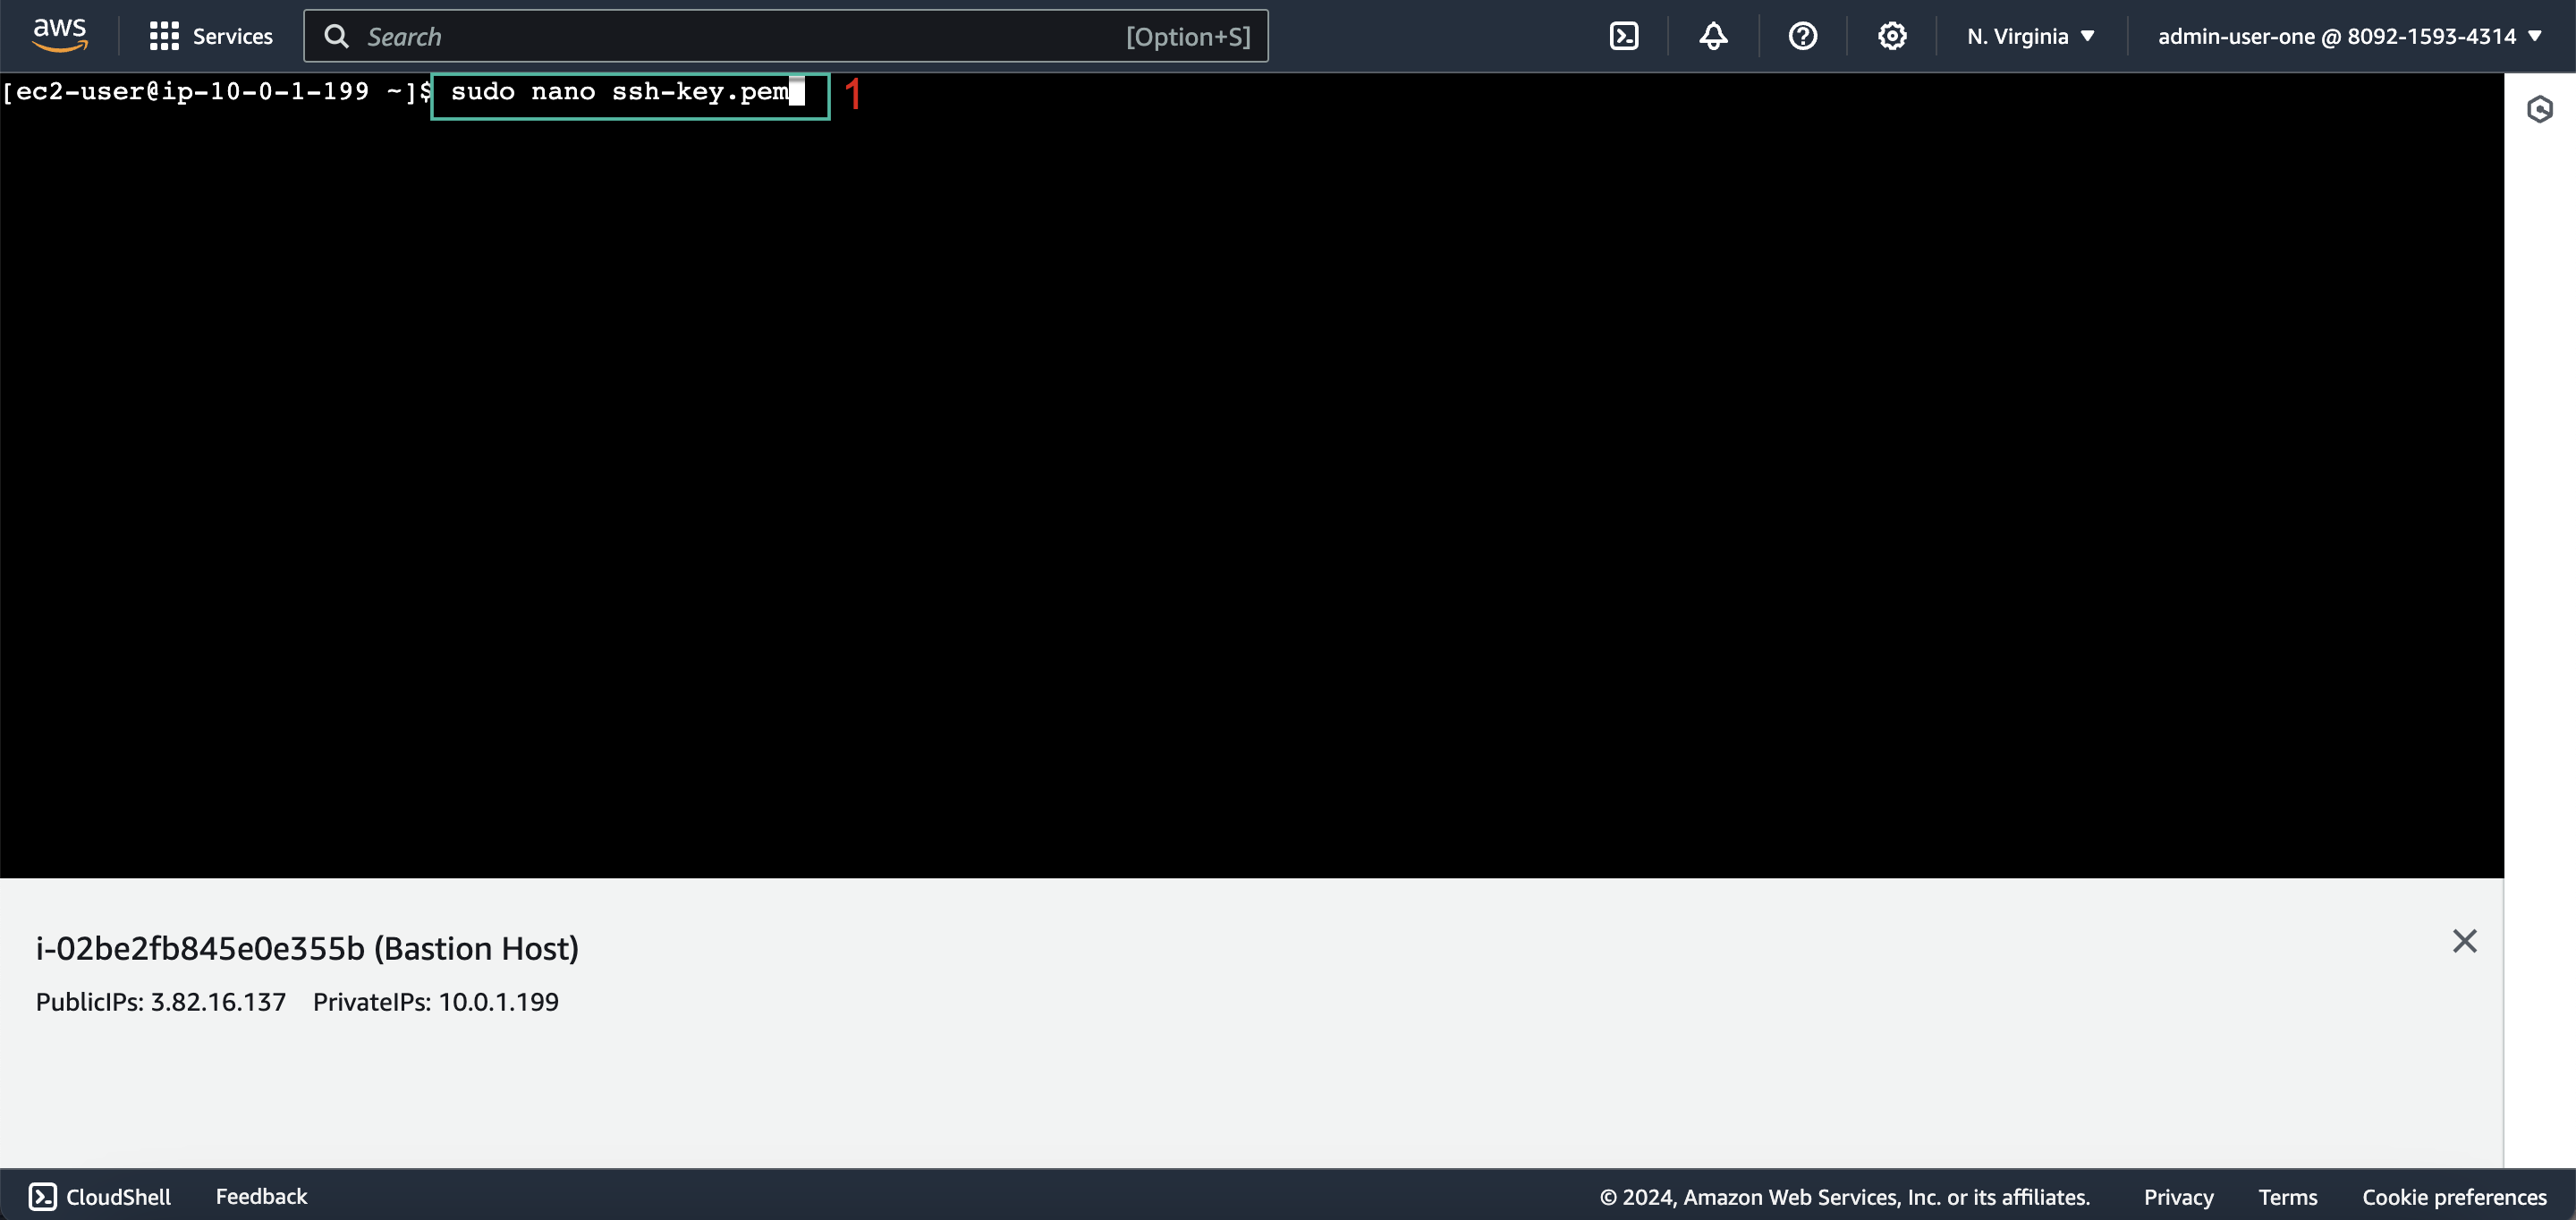 aws Services Search [Option+S] N. Virginia ▼ admin-user-one @ 8092-1593-4314 ▼
[ec2-user@ip-10-0-1-199 ~]$ sudo nano ssh-key.pem 1
i-02be2fb845e0e355b (Bastion Host)
PublicIPs: 3.82.16.137 PrivateIPs: 10.0.1.199
CloudShell Feedback © 2024, Amazon Web Services, Inc. or its affiliates. Privacy Terms Cookie preferences